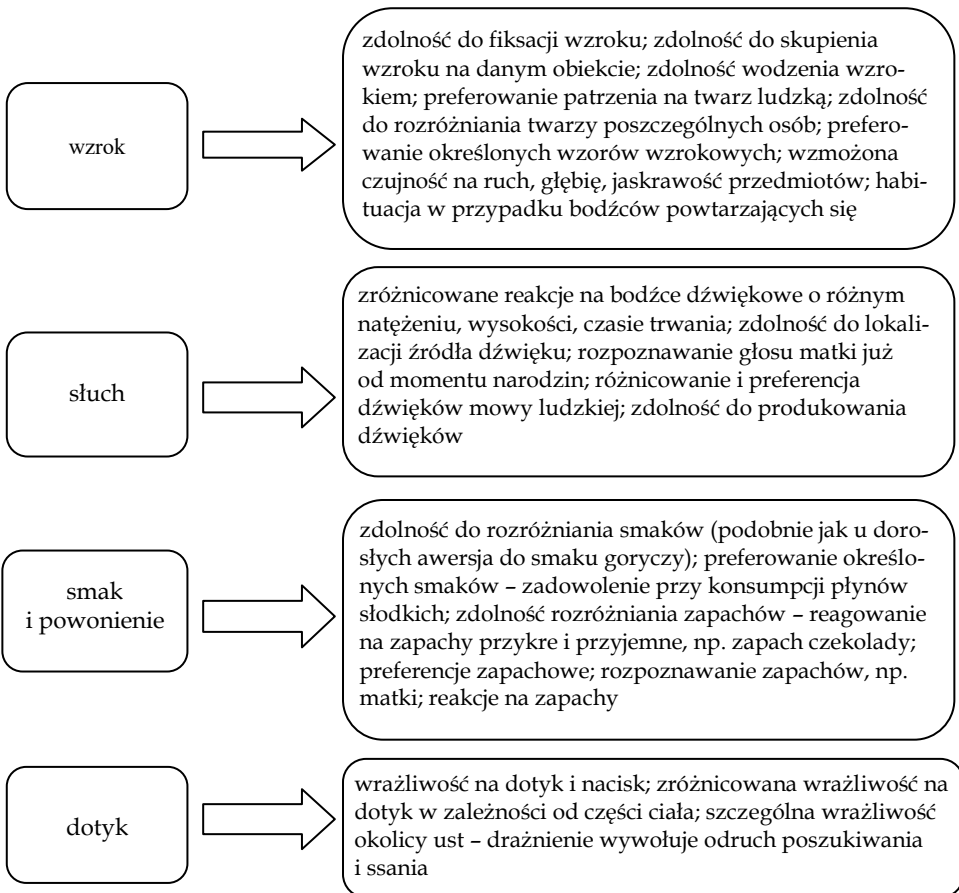 wzrok
zdolność do fiksacji wzroku; zdolność do skupienia
wzroku na danym obiekcie; zdolność wodzenia wzro-
kiem; preferowanie patrzenia na twarz ludzką; zdolność
do rozróżniania twarzy poszczególnych osób; prefero-
wanie określonych wzorów wzrokowych; wzmożona
czujność na ruch, głębię, jaskrawość przedmiotów; habi-
tuacja w przypadku bodźców powtarzających się
słuch
zróżnicowane reakcje na bodźce dźwiękowe o różnym
natężeniu, wysokości, czasie trwania; zdolność do lokali-
zacji źródła dźwięku; rozpoznawanie głosu matki już
od momentu narodzin; różnicowanie i preferencja
dźwięków mowy ludzkiej; zdolność do produkowania
dźwięków
smak
i powonienie
zdolność do rozróżniania smaków (podobnie jak u doro-
słych awersja do smaku goryczy); preferowanie określo-
nych smaków – zadowolenie przy konsumpcji płynów
słodkich; zdolność rozróżniania zapachów – reagowanie
na zapachy przykre i przyjemne, np. zapach czekolady;
preferencje zapachowe; rozpoznawanie zapachów, np.
matki; reakcje na zapachy
dotyk
wrażliwość na dotyk i nacisk; zróżnicowana wrażliwość na
dotyk w zależności od części ciała; szczególna wrażliwość
okolicy ust – drażnienie wywołuje odruch poszukiwania
i ssania